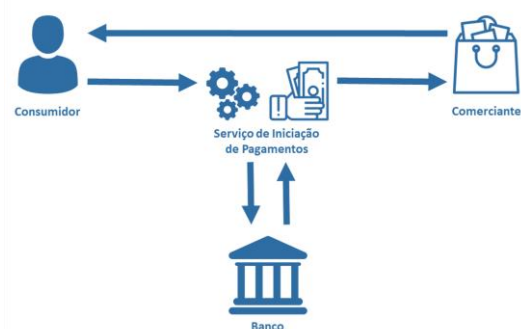 Consumidor
Comerciante
Serviço de Iniciação
de Pagamentos
Banco